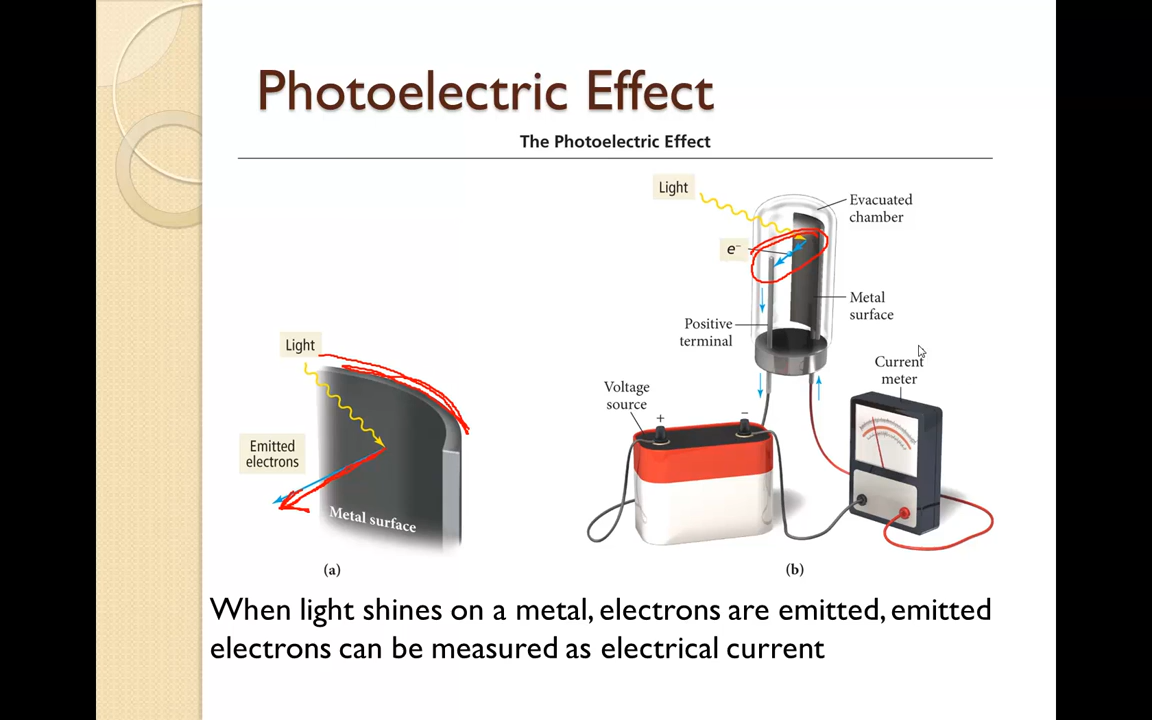 Photoelectric Effect
The Photoelectric Effect
Light
Emitted
electrons
Metal surface
(a)
Light
e−
Evacuated
chamber
Metal
surface
Positive
terminal
Current
meter
Voltage
source
+
−
(b)
When light shines on a metal, electrons are emitted, emitted
electrons can be measured as electrical current